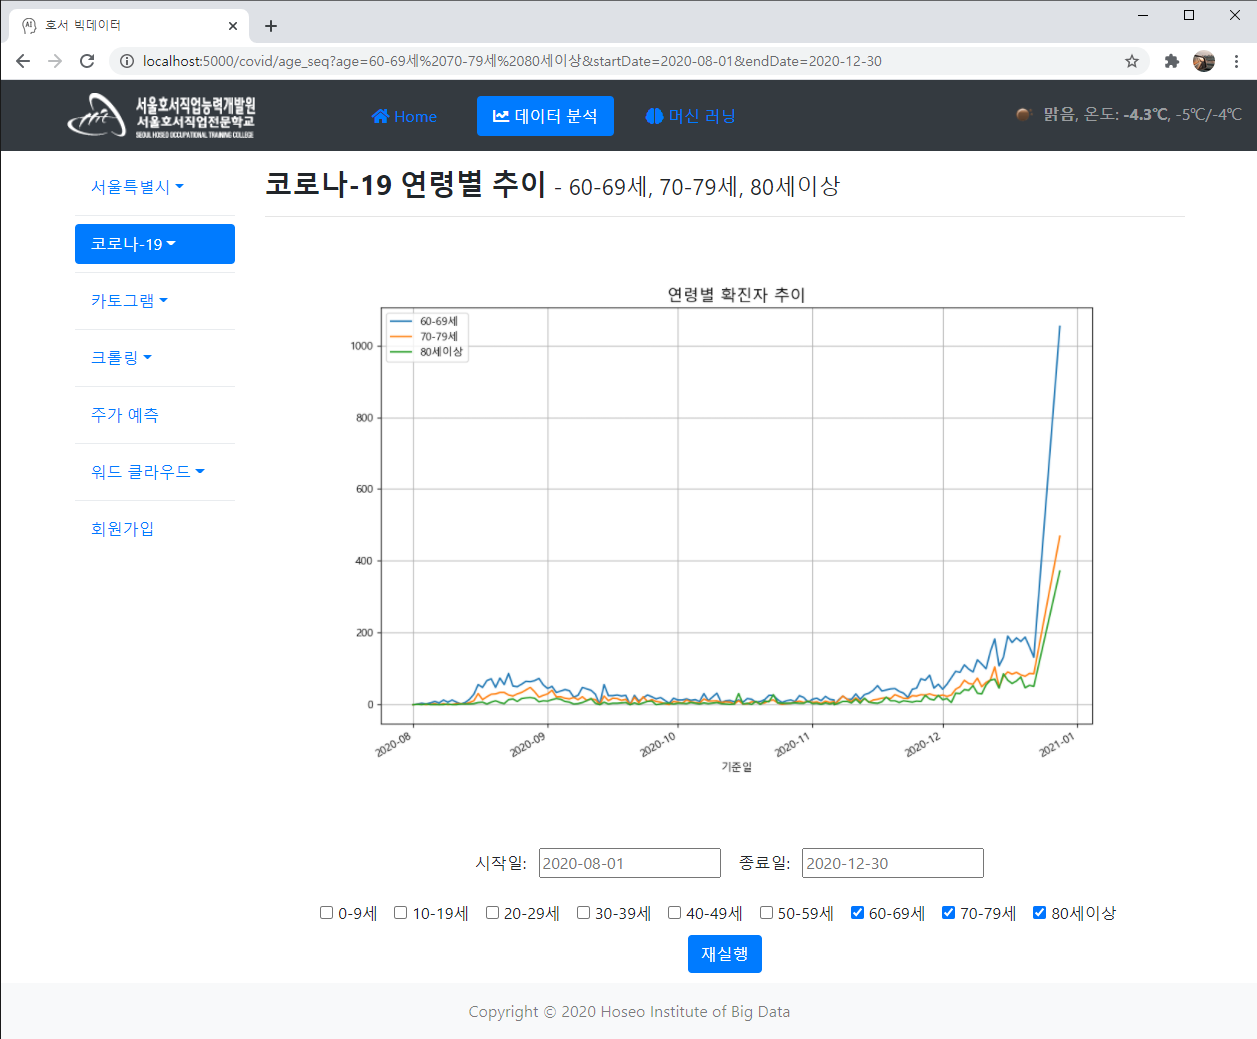 호서 빅데이터
localhost:5000/covid/age_seq?age=60-69세%2070-79세%2080세이상&startDate=2020-08-01&endDate=2020-12-30
서울호서직업능력개발원
서울호서직업전문학교
SEOUL HOSEO OCCUPATIONAL TRAINING COLLEGE
Home
데이터 분석
머신 러닝
맑음, 온도: -4.3℃, -5℃/-4℃
서울특별시
코로나-19
카토그램
크롤링
주가 예측
워드 클라우드
회원가입
코로나-19 연령별 추이 - 60-69세, 70-79세, 80세이상
연령별 확진자 추이
60-69세
70-79세
80세이상
1000
800
600
400
200
0
2020-08
2020-09
2020-10
2020-11
2020-12
2021-01
기준일
시작일: 2020-08-01 종료일: 2020-12-30
0-9세 10-19세 20-29세 30-39세 40-49세 50-59세 60-69세 70-79세 80세이상
재실행
Copyright © 2020 Hoseo Institute of Big Data